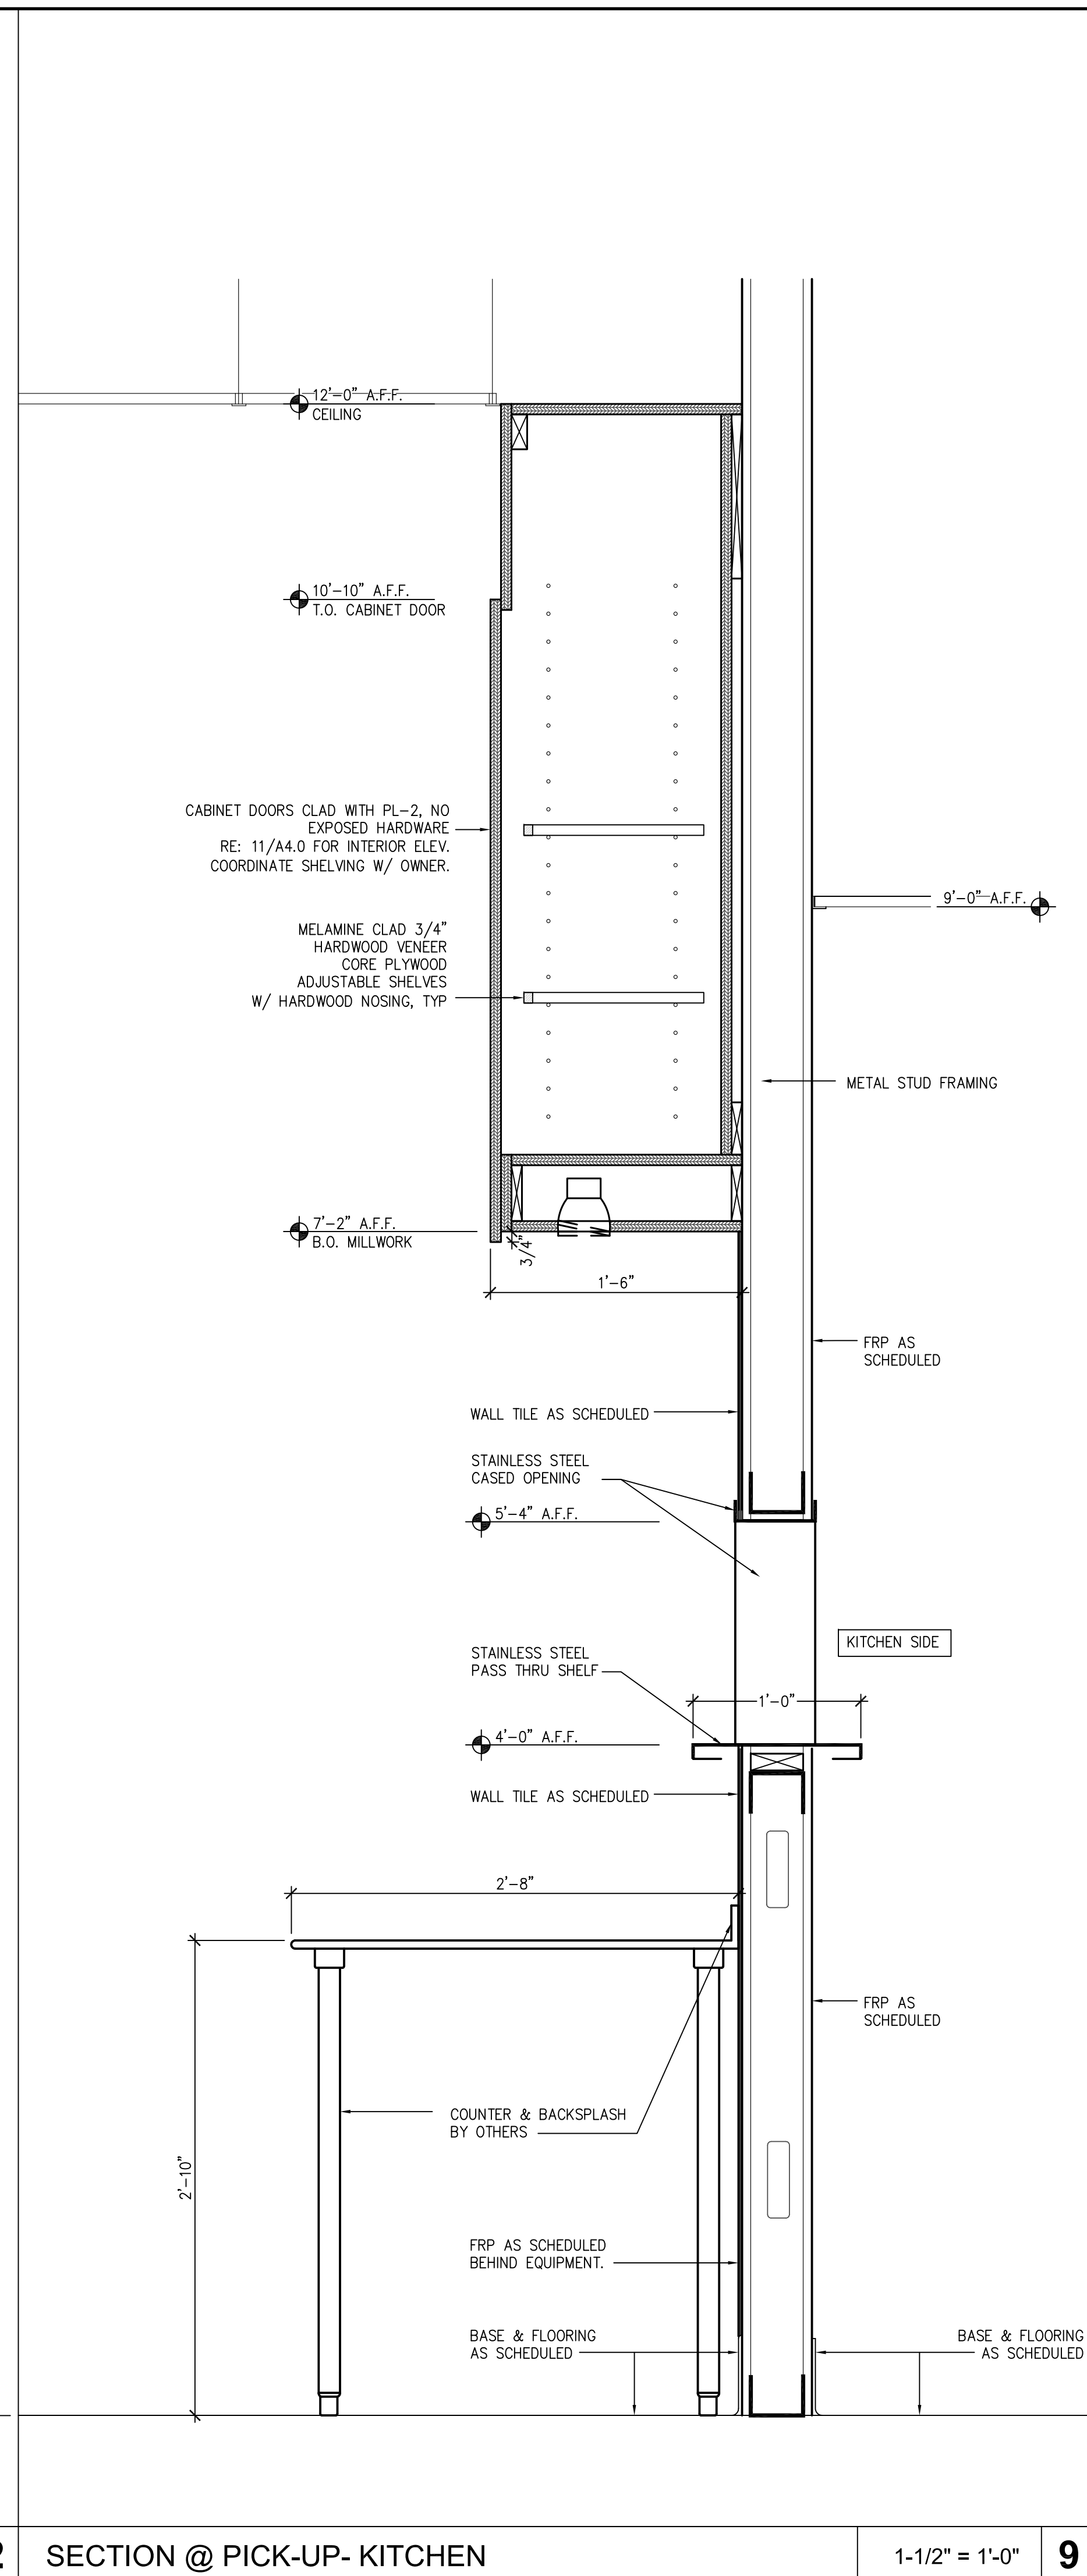 12'-0" A.F.F.
CEILING
10'-10" A.F.F.
T.O. CABINET DOOR
CABINET DOORS CLAD WITH PL-2, NO
EXPOSED HARDWARE
RE: 11/A4.0 FOR INTERIOR ELEV.
COORDINATE SHELVING W/ OWNER.
9'-0" A.F.F.
MELAMINE CLAD 3/4"
HARDWOOD VENEER
CORE PLYWOOD
ADJUSTABLE SHELVES
W/ HARDWOOD NOSING, TYP
METAL STUD FRAMING
7'-2" A.F.F.
B.O. MILLWORK
3/4"
1'-6"
FRP AS
SCHEDULED
WALL TILE AS SCHEDULED
STAINLESS STEEL
CASED OPENING
5'-4" A.F.F.
KITCHEN SIDE
STAINLESS STEEL
PASS THRU SHELF
1'-0"
4'-0" A.F.F.
WALL TILE AS SCHEDULED
2'-8"
FRP AS
SCHEDULED
COUNTER & BACKSPLASH
BY OTHERS
2'-10"
FRP AS SCHEDULED
BEHIND EQUIPMENT.
BASE & FLOORING
AS SCHEDULED
BASE & FLOORING
AS SCHEDULED
SECTION @ PICK-UP- KITCHEN
1-1/2" = 1'-0"
9